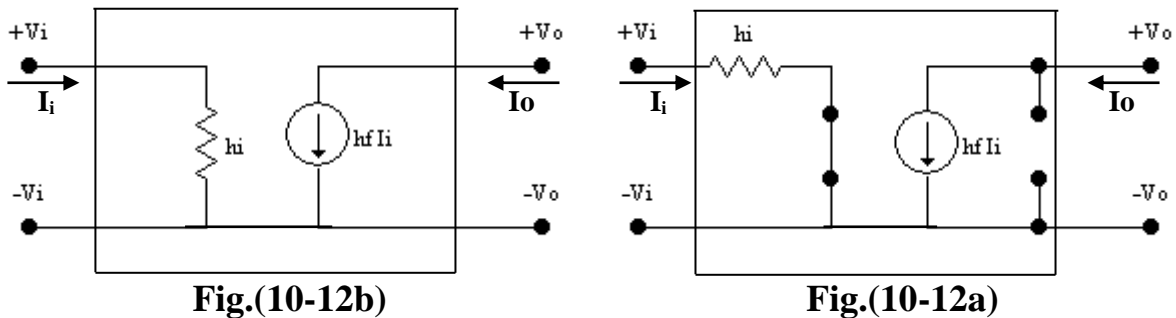 +Vi
Ii
hi
hf Ii
+Vo
Io
-Vi
-Vo
Fig.(10-12b)
+Vi
Ii
hi
hf Ii
+Vo
Io
-Vi
-Vo
Fig.(10-12a)